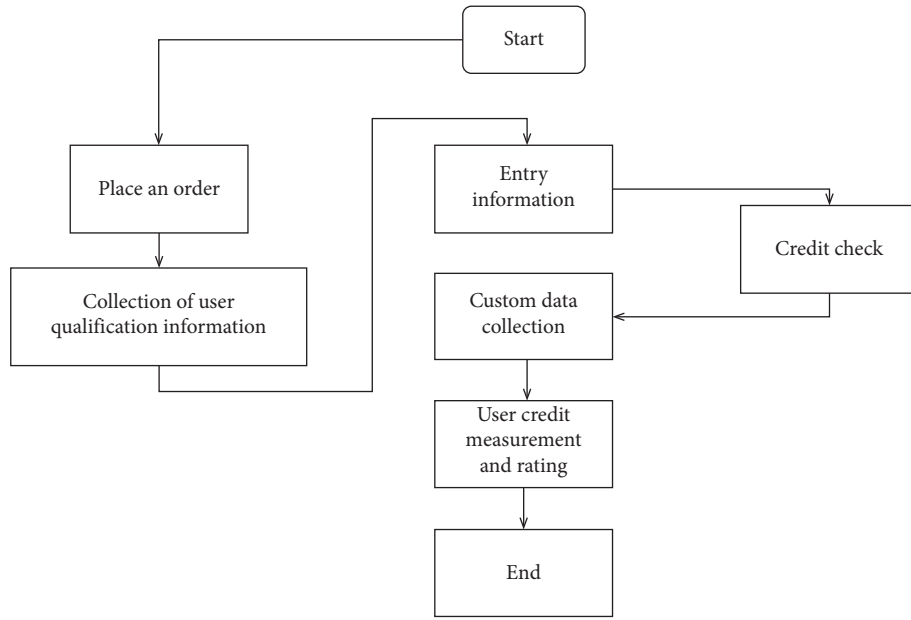 Start
Place an order
Collection of user
qualification information
Entry
information
Credit check
Custom data
collection
User credit
measurement
and rating
End